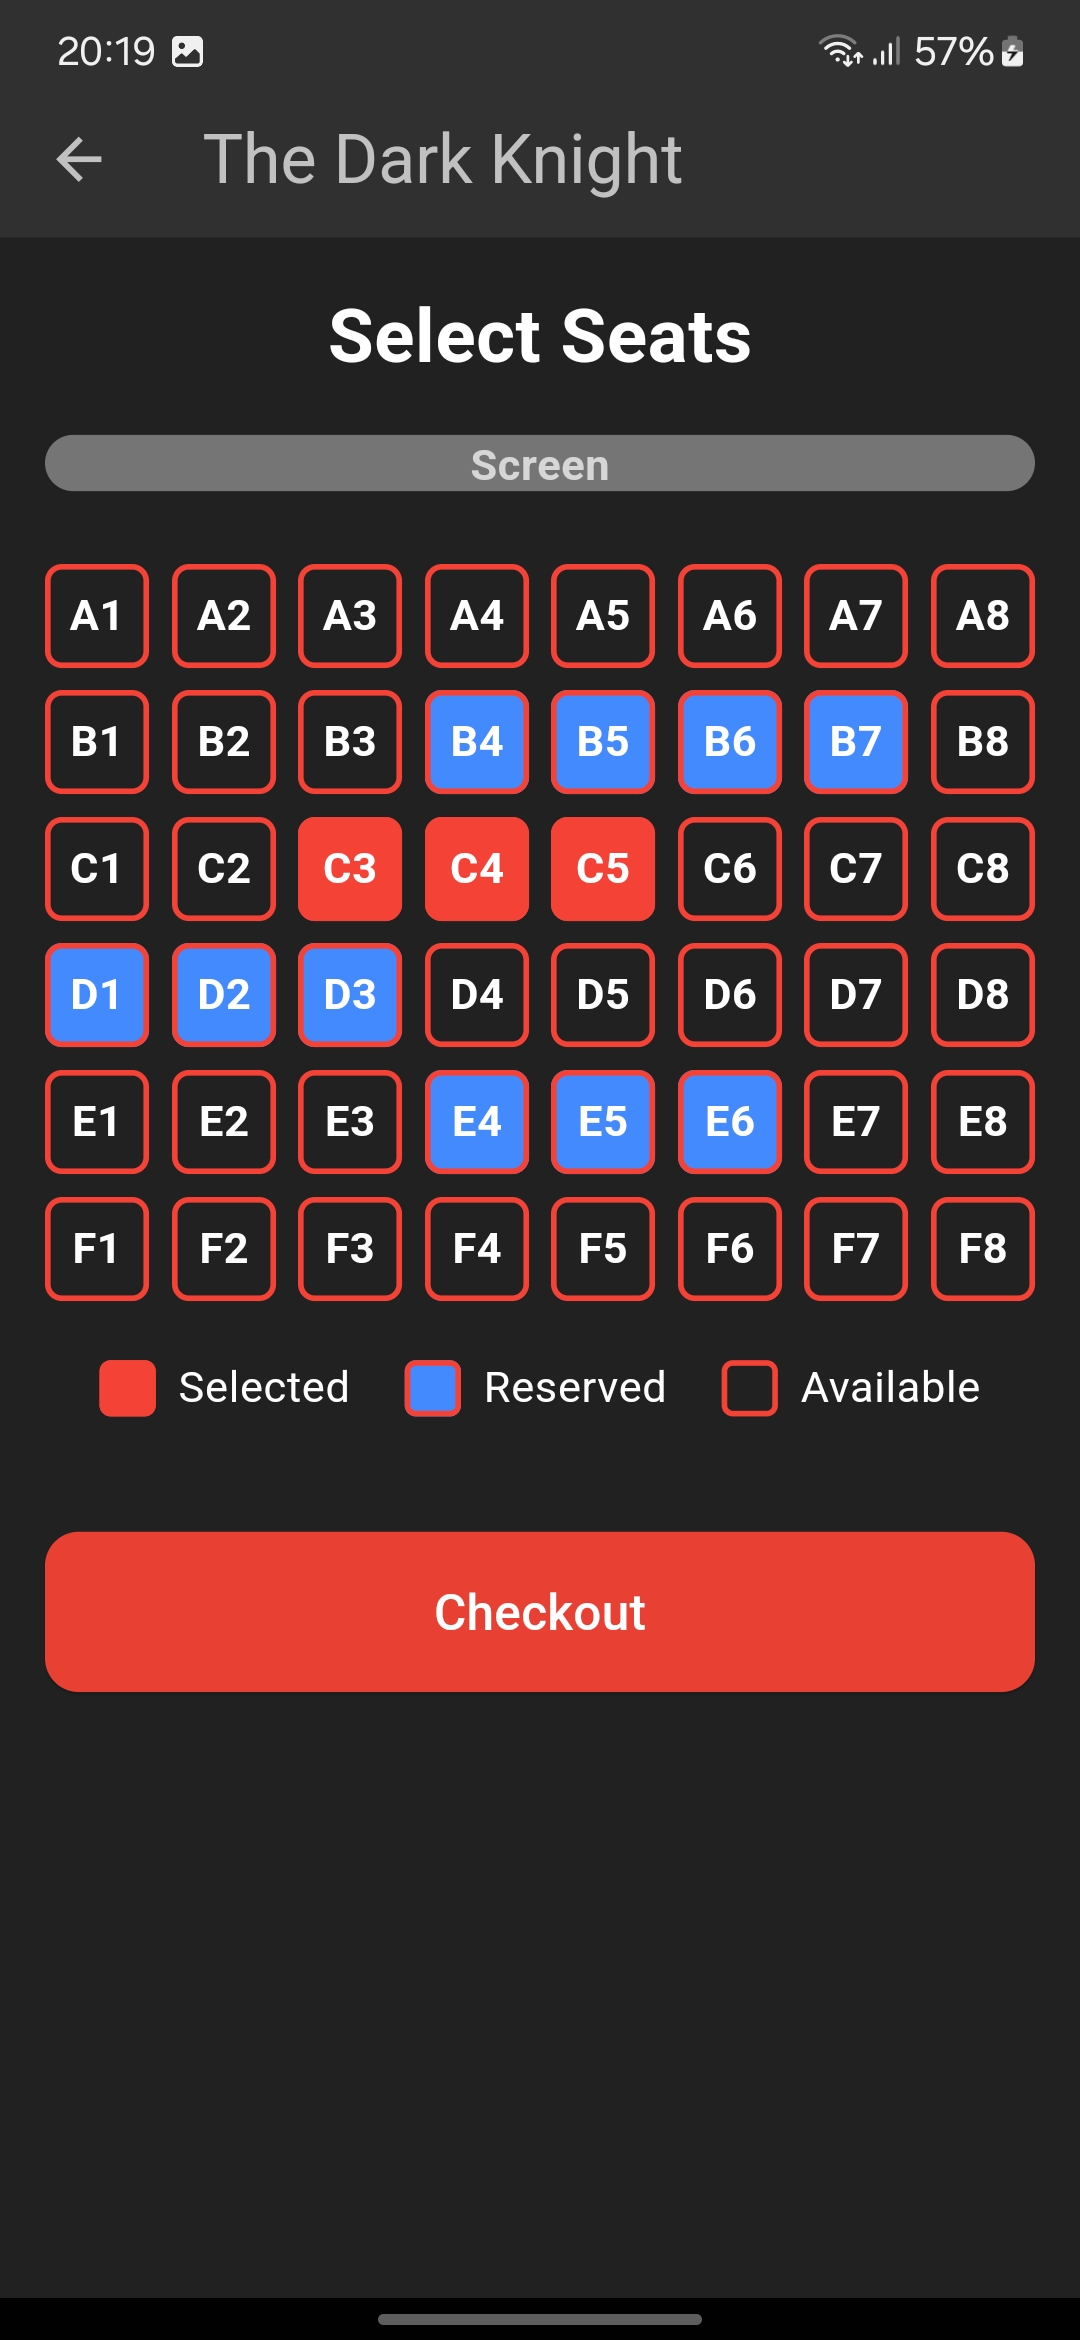 20:19 57%
The Dark Knight
Select Seats
Screen
A1 A2 A3 A4 A5 A6 A7 A8
B1 B2 B3 B4 B5 B6 B7 B8
C1 C2 C3 C4 C5 C6 C7 C8
D1 D2 D3 D4 D5 D6 D7 D8
E1 E2 E3 E4 E5 E6 E7 E8
F1 F2 F3 F4 F5 F6 F7 F8
Selected Reserved Available
Checkout